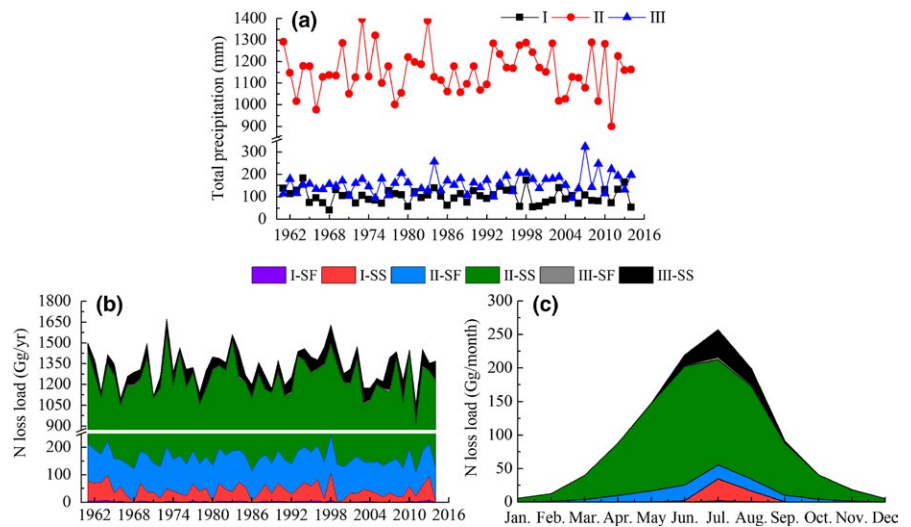 (a)
I II III
Total precipitation (mm)
1400
1300
1200
1100
1000
900
300
200
100
0
1962 1968 1974 1980 1986 1992 1998 2004 2010 2016
I-SF I-SS II-SF II-SS III-SF III-SS
(b)
N loss load (Gg/yr)
1800
1650
1500
1350
1200
1050
900
200
100
0
1962 1968 1974 1980 1986 1992 1998 2004 2010 2016
(c)
N loss load (Gg/month)
300
250
200
150
100
50
0
Jan. Feb. Mar. Apr. May Jun. Jul. Aug. Sep. Oct. Nov. Dec